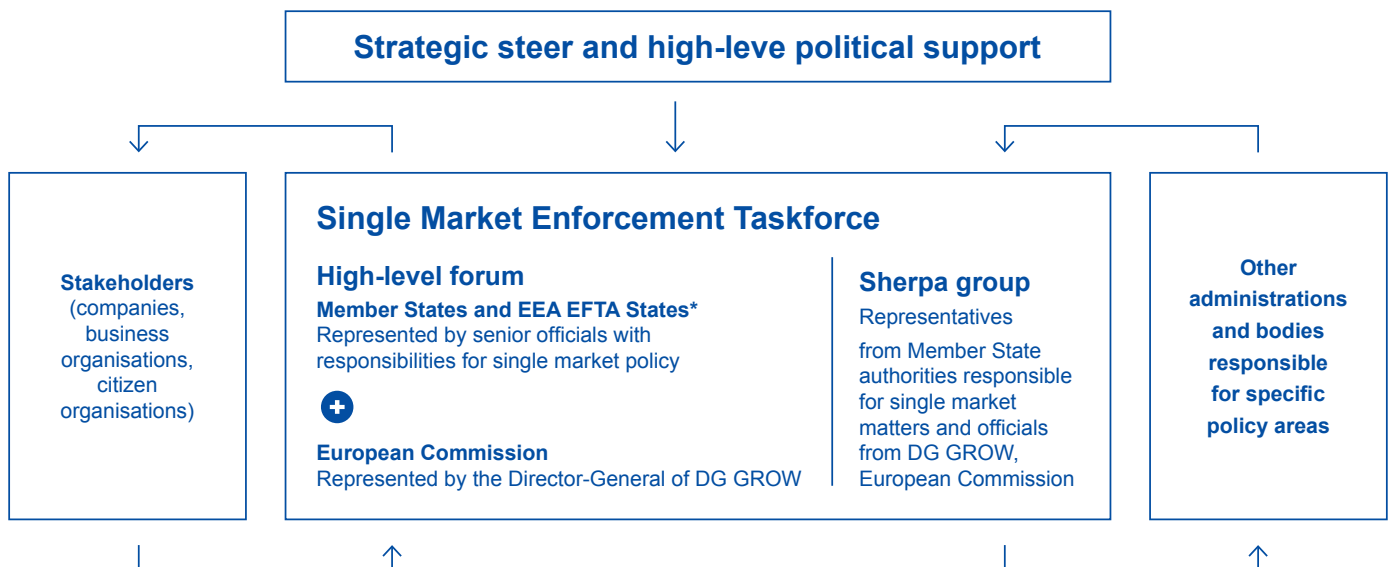 Strategic steer and high-leve political support
Stakeholders
(companies,
business
organisations,
citizen
organisations)
Single Market Enforcement Taskforce
High-level forum
Member States and EEA EFTA States*
Represented by senior officials with
responsibilities for single market policy
European Commission
Represented by the Director-General of DG GROW
Sherpa group
Representatives
from Member State
authorities responsible
for single market
matters and officials
from DG GROW,
European Commission
Other
administrations
and bodies
responsible
for specific
policy areas